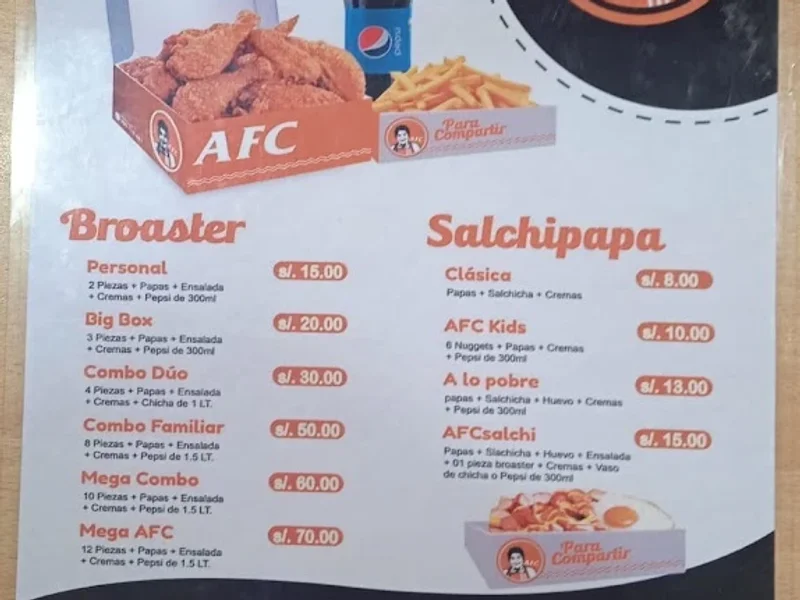 pepsi
AFC
AFC
Para
Compartir
Broaster
Personal
s/. 15.00
2 Piezas + Papas + Ensalada
+ Cremas + Pepsi de 300ml
Big Box
s/. 20.00
3 Piezas + Papas + Ensalada
+ Cremas + Pepsi de 300ml
Combo Dúo
s/. 30.00
4 Piezas + Papas + Ensalada
+ Cremas + Chicha de 1 LT.
Combo Familiar
s/. 50.00
8 Piezas + Papas + Ensalada
+ Cremas + Pepsi de 1.5 LT.
Mega Combo
s/. 60.00
10 Piezas + Papas + Ensalada
+ Cremas + Pepsi de 1.5 LT.
Mega AFC
s/. 70.00
12 Piezas + Papas + Ensalada
+ Cremas + Pepsi de 1.5 LT.
Salchipapa
Clásica
s/. 8.00
Papas + Salchicha + Cremas
AFC Kids
s/. 10.00
6 Nuggets + Papas + Cremas
+ Pepsi de 300ml
A lo pobre
s/. 13.00
papas + Salchicha + Huevo + Cremas
+ Pepsi de 300ml
AFCsalchi
s/. 15.00
Papas + Slachicha + Huevo + Ensalada
+ 01 pieza broaster + Cremas + Vaso
de chicha o Pepsi de 300ml
AFC
Para
Compartir